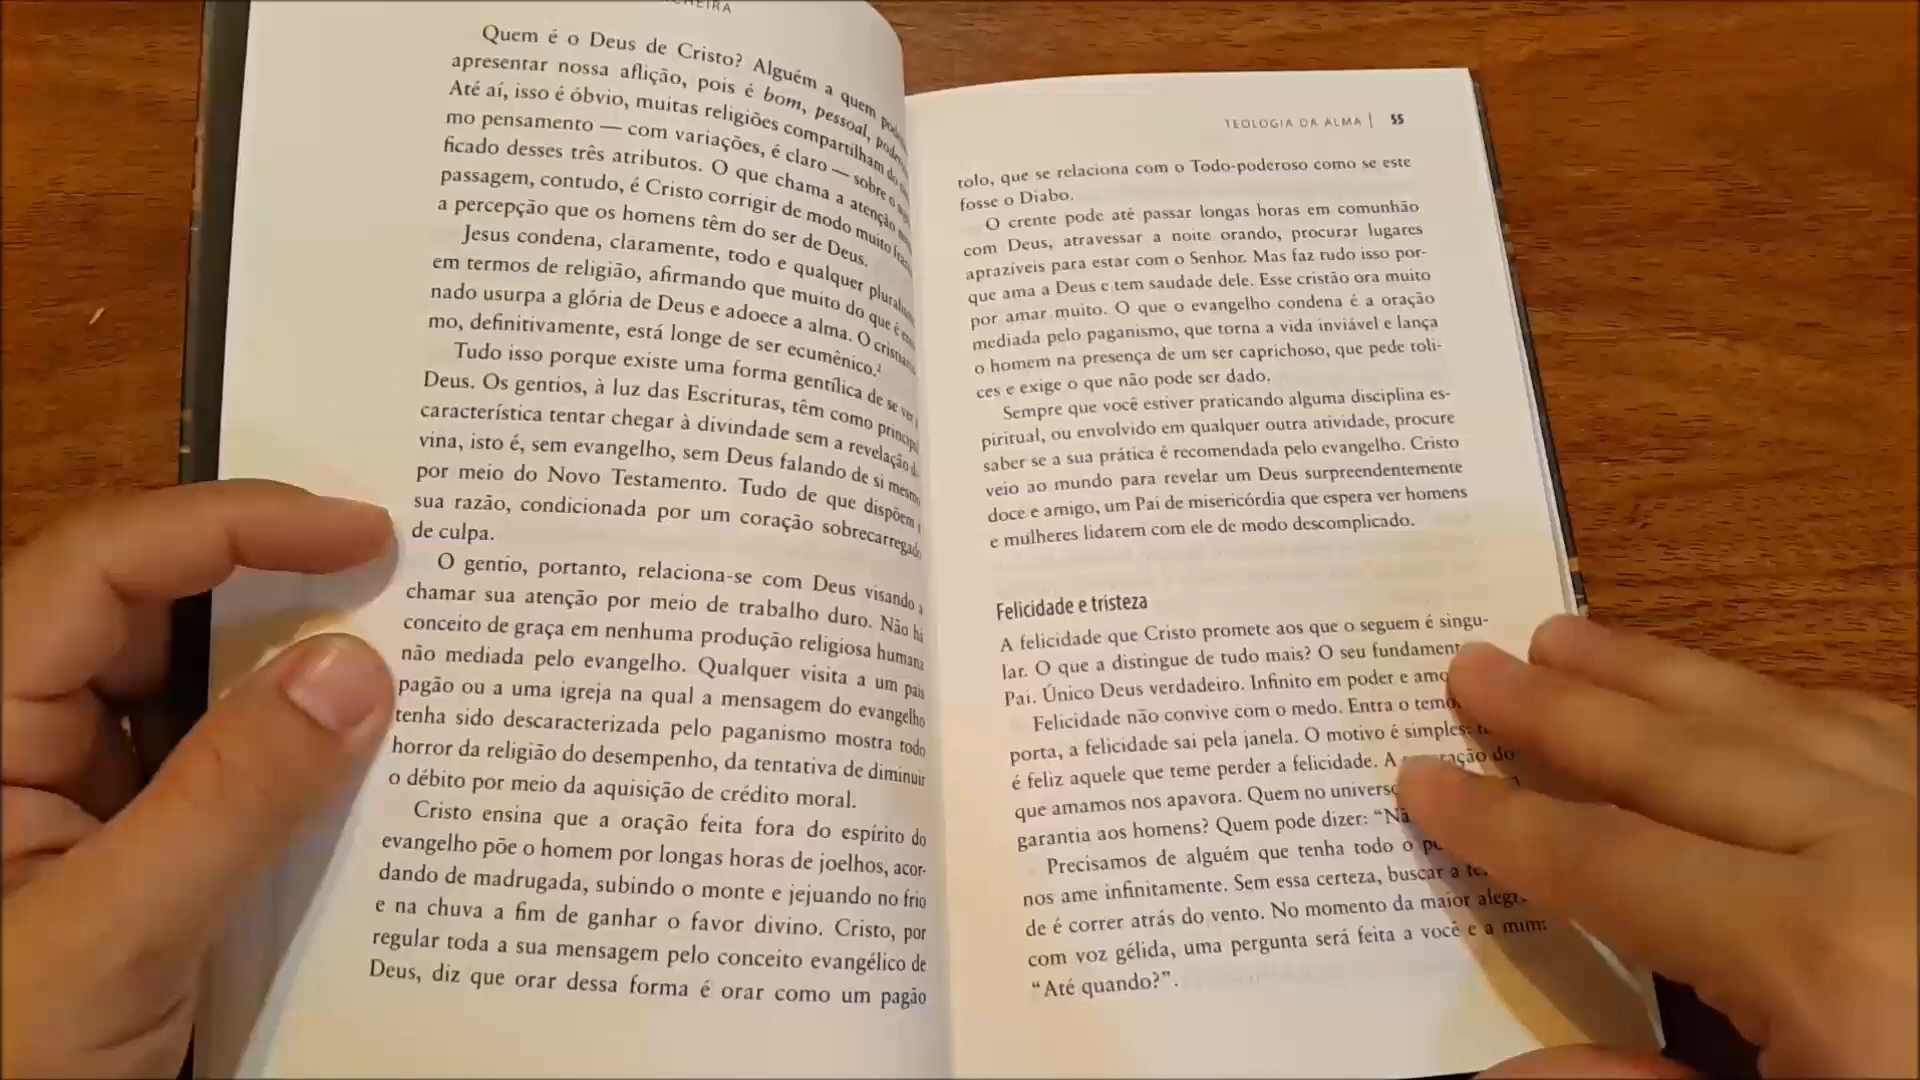 Quem é o Deus de Cristo? Alguém a quem
apresentar nossa aflição, pois é bom, pessoal,
Até aí, isso é óbvio, muitas religiões compartilham do
mo pensamento — com variações, é claro — sobre o
ficado desses três atributos. O que chama a atenção
passagem, contudo, é Cristo corrigir de modo muito
a percepção que os homens têm do ser de Deus.
Jesus condena, claramente, todo e qualquer
em termos de religião, afirmando que muito do que é
nado usurpa a glória de Deus e adoece a alma. O
mo, definitivamente, está longe de ser ecumênico.²
Tudo isso porque existe uma forma gentílica de se
Deus. Os gentios, à luz das Escrituras, têm como
característica tentar chegar à divindade sem a revelação
vina, isto é, sem evangelho, sem Deus falando de si
por meio do Novo Testamento. Tudo de que dispõem
sua razão, condicionada por um coração sobrecarregado
de culpa.
O gentio, portanto, relaciona-se com Deus visando
chamar sua atenção por meio de trabalho duro. Não há
conceito de graça em nenhuma produção religiosa humana
não mediada pelo evangelho. Qualquer visita a um país
pagão ou a uma igreja na qual a mensagem do evangelho
tenha sido descaracterizada pelo paganismo mostra todo
horror da religião do desempenho, da tentativa de diminuir
o débito por meio da aquisição de crédito moral.
Cristo ensina que a oração feita fora do espírito do
evangelho põe o homem por longas horas de joelhos, acor-
dando de madrugada, subindo o monte e jejuando no frio
e na chuva a fim de ganhar o favor divino. Cristo, por
regular toda a sua mensagem pelo conceito evangélico de
Deus, diz que orar dessa forma é orar como um pagão
TEOLOGIA DA ALMA | 55
tolo, que se relaciona com o Todo-poderoso como se este
fosse o Diabo.
O crente pode até passar longas horas em comunhão
com Deus, atravessar a noite orando, procurar lugares
aprazíveis para estar com o Senhor. Mas faz tudo isso por-
que ama a Deus e tem saudade dele. Esse cristão ora muito
por amar muito. O que o evangelho condena é a oração
mediada pelo paganismo, que torna a vida inviável e lança
o homem na presença de um ser caprichoso, que pede toli-
ces e exige o que não pode ser dado.
Sempre que você estiver praticando alguma disciplina es-
piritual, ou envolvido em qualquer outra atividade, procure
saber se a sua prática é recomendada pelo evangelho. Cristo
veio ao mundo para revelar um Deus surpreendentemente
doce e amigo, um Pai de misericórdia que espera ver homens
e mulheres lidarem com ele de modo descomplicado.
Felicidade e tristeza
A felicidade que Cristo promete aos que o seguem é singu-
lar. O que a distingue de tudo mais? O seu
Pai. Único Deus verdadeiro. Infinito em poder e
Felicidade não convive com o medo. Entra o
porta, a felicidade sai pela janela. O motivo é simples:
é feliz aquele que teme perder a felicidade. A do
que amamos nos apavora. Quem no
garantia aos homens? Quem pode dizer:
Precisamos de alguém que tenha todo o
nos ame infinitamente. Sem essa certeza, buscar a
de é correr atrás do vento. No momento da maior
com voz gélida, uma pergunta será feita a você e a mim:
“Até quando?”.